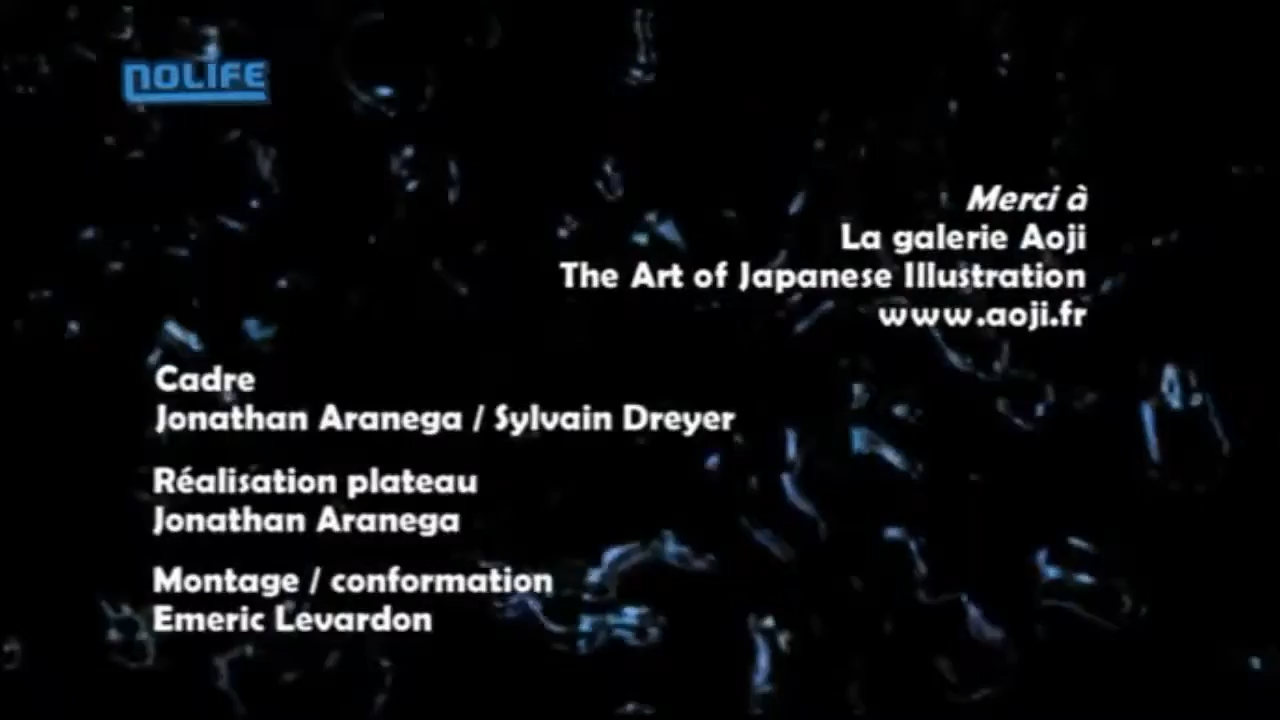 NOLIFE
Merci à
La galerie Aoji
The Art of Japanese Illustration
www.aoji.fr
Cadre
Jonathan Aranega / Sylvain Dreyer
Réalisation plateau
Jonathan Aranega
Montage / conformation
Emeric Levardon